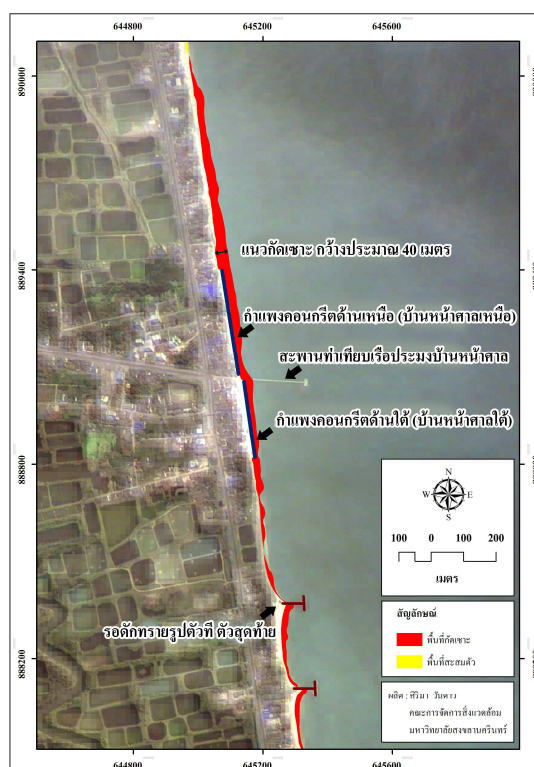 644800 645200 645600
890000
889400 889400
แนวกัดเซาะ กว้างประมาณ 40 เมตร
กำแพงคอนกรีตด้านเหนือ (บ้านหน้าศาลเหนือ)
สะพานท่าเทียบเรือประมงบ้านหน้าศาล
กำแพงคอนกรีตด้านใต้ (บ้านหน้าศาลใต้)
888800
N
W E
S
100 0 100 200
เมตร
รอดักทรายรูปตัวที ตัวสุดท้าย
สัญลักษณ์
พื้นที่กัดเซาะ
พื้นที่สะสมตัว
888200
ผลิต :
คณะการจัดการสิ่งแวดล้อม
มหาวิทยาลัยสงขลานครินทร์
644800 645200 645600